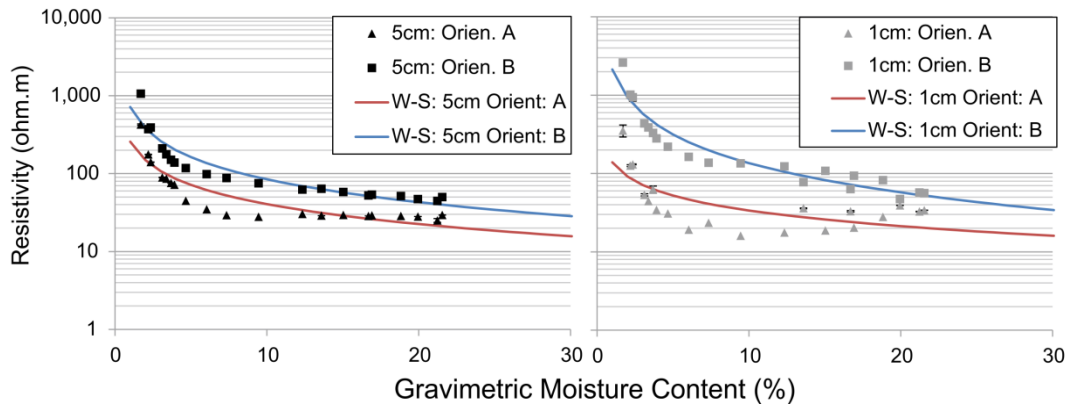 10,000
1,000
100
10
1
Resistivity (ohm.m)
5cm: Orien. A
5cm: Orien. B
W-S: 5cm Orient: A
W-S: 5cm Orient: B
0
10
20
30
1cm: Orien. A
1cm: Orien. B
W-S: 1cm Orient: A
W-S: 1cm Orient: B
0
10
20
30
Gravimetric Moisture Content (%)